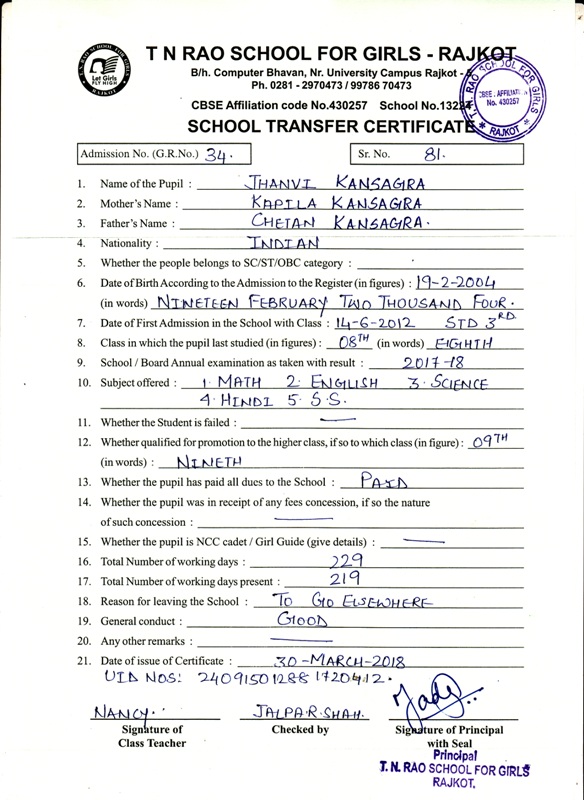 T. N. RAO SCHOOL FOR GIRLS
Let Girls
FLY HIGH
RAJKOT
T N RAO SCHOOL FOR GIRLS - RAJKOT
B/h. Computer Bhavan, Nr. University Campus Rajkot -
Ph. 0281 - 2970473 / 99786 70473
CBSE Affiliation code No.430257 School No.
T. N. RAO SCHOOL FOR GIRLS
CBSE : AFFILIATION
No. 430257
★ RAJKOT ★
SCHOOL TRANSFER CERTIFICATE
Admission No. (G.R.No.) 34. Sr. No. 81.
1. Name of the Pupil : JHANVI KANSAGIRA
2. Mother's Name : KAPILA KANSAGIRA
3. Father's Name : CHETAN KANSAGIRA.
4. Nationality : INDIAN
5. Whether the people belongs to SC/ST/OBC category :
6. Date of Birth According to the Admission to the Register (in figures) : 19-2-2004
(in words) NINETEEN FEBRUARY TWO THOUSAND FOUR.
7. Date of First Admission in the School with Class : 14-6-2012 STD 3RD
8. Class in which the pupil last studied (in figures) : 08TH (in words) EIGHTH
9. School / Board Annual examination as taken with result : 2017-18
10. Subject offered : 1. MATH 2. ENGLISH 3. SCIENCE
4. HINDI 5. S.S.
11. Whether the Student is failed : —
12. Whether qualified for promotion to the higher class, if so to which class (in figure) : 09TH
(in words) : NINETH
13. Whether the pupil has paid all dues to the School : PAID
14. Whether the pupil was in receipt of any fees concession, if so the nature
of such concession : —
15. Whether the pupil is NCC cadet / Girl Guide (give details) : —
16. Total Number of working days : 229
17. Total Number of working days present : 219
18. Reason for leaving the School : TO GO ELSEWHERE
19. General conduct : GOOD
20. Any other remarks : —
21. Date of issue of Certificate : 30-MARCH-2018
UID NOS: 24091501288 1720412.
NANCY. JALPA.R.SHAH.
Signature of Checked by Signature of Principal
Class Teacher with Seal
Principal
T. N. RAO SCHOOL FOR GIRLS
RAJKOT.